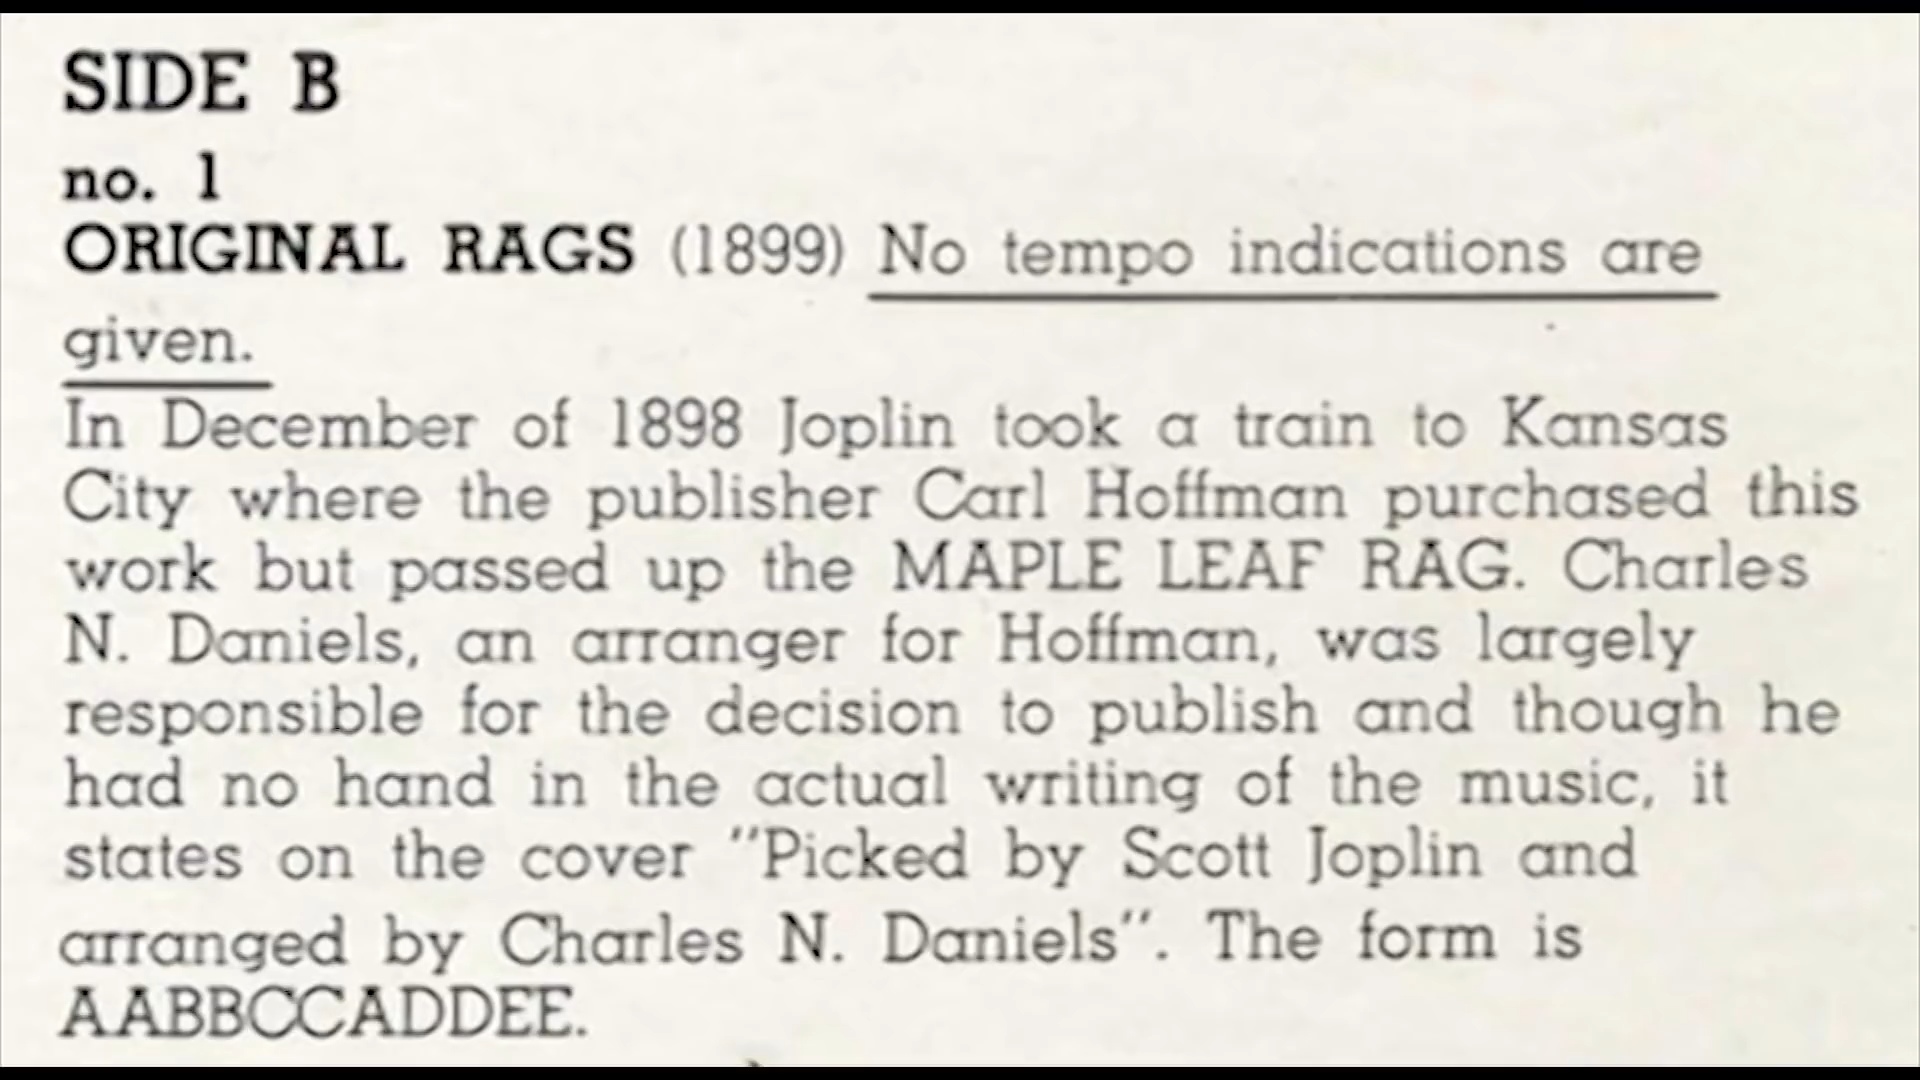 SIDE B
no. 1
ORIGINAL RAGS (1899) No tempo indications are
given.
In December of 1898 Joplin took a train to Kansas
City where the publisher Carl Hoffman purchased this
work but passed up the MAPLE LEAF RAG. Charles
N. Daniels, an arranger for Hoffman, was largely
responsible for the decision to publish and though he
had no hand in the actual writing of the music, it
states on the cover "Picked by Scott Joplin and
arranged by Charles N. Daniels". The form is
AABBCCADDEE.